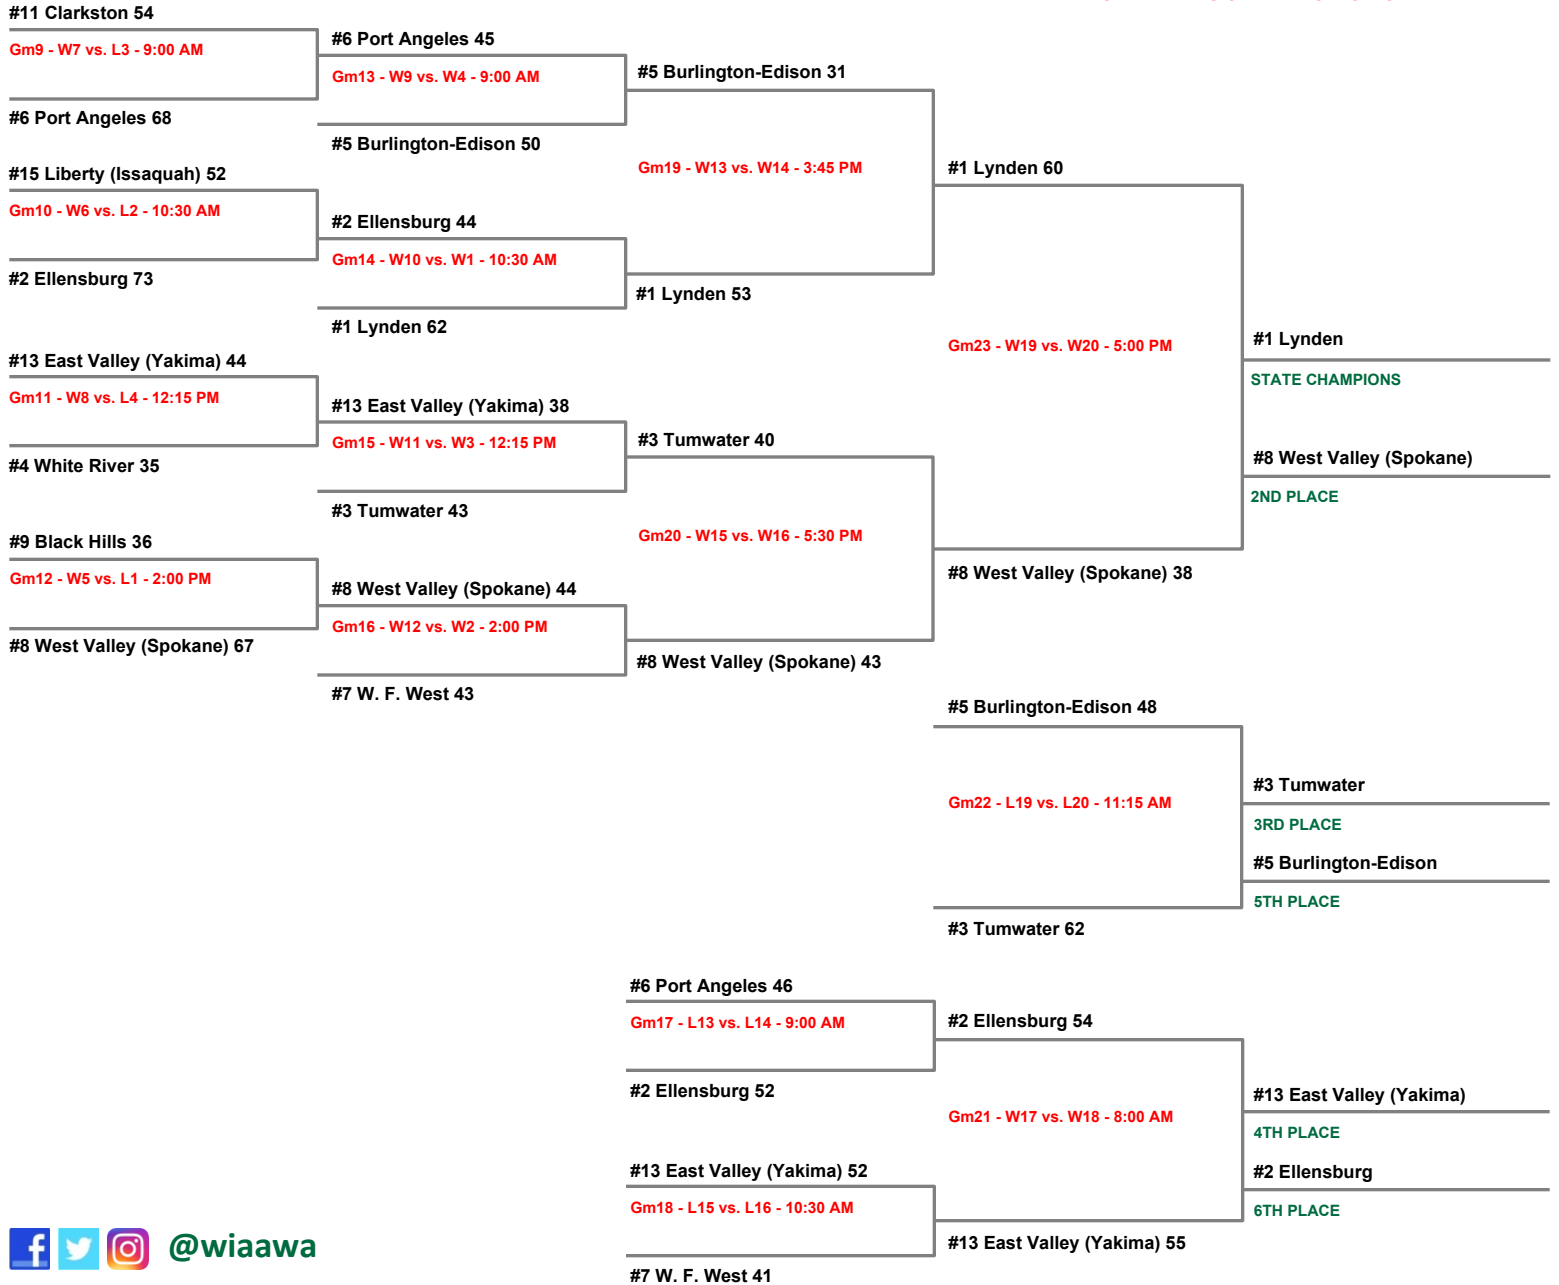 #11 Clarkston 54
Gm9 - W7 vs. L3 - 9:00 AM
#6 Port Angeles 68
#15 Liberty (Issaquah) 52
Gm10 - W6 vs. L2 - 10:30 AM
#2 Ellensburg 73
#13 East Valley (Yakima) 44
Gm11 - W8 vs. L4 - 12:15 PM
#4 White River 35
#9 Black Hills 36
Gm12 - W5 vs. L1 - 2:00 PM
#8 West Valley (Spokane) 67
#6 Port Angeles 45
Gm13 - W9 vs. W4 - 9:00 AM
#5 Burlington-Edison 50
#2 Ellensburg 44
Gm14 - W10 vs. W1 - 10:30 AM
#1 Lynden 62
#13 East Valley (Yakima) 38
Gm15 - W11 vs. W3 - 12:15 PM
#3 Tumwater 43
#8 West Valley (Spokane) 44
Gm16 - W12 vs. W2 - 2:00 PM
#7 W. F. West 43
#5 Burlington-Edison 31
Gm19 - W13 vs. W14 - 3:45 PM
#1 Lynden 53
#3 Tumwater 40
Gm20 - W15 vs. W16 - 5:30 PM
#8 West Valley (Spokane) 43
#1 Lynden 60
Gm23 - W19 vs. W20 - 5:00 PM
#8 West Valley (Spokane) 38
#1 Lynden
STATE CHAMPIONS
#8 West Valley (Spokane)
2ND PLACE
#5 Burlington-Edison 48
Gm22 - L19 vs. L20 - 11:15 AM
#3 Tumwater 62
#3 Tumwater
3RD PLACE
#5 Burlington-Edison
5TH PLACE
#6 Port Angeles 46
Gm17 - L13 vs. L14 - 9:00 AM
#2 Ellensburg 52
#13 East Valley (Yakima) 52
Gm18 - L15 vs. L16 - 10:30 AM
#7 W. F. West 41
#2 Ellensburg 54
Gm21 - W17 vs. W18 - 8:00 AM
#13 East Valley (Yakima) 55
#13 East Valley (Yakima)
4TH PLACE
#2 Ellensburg
6TH PLACE
@wiaawa